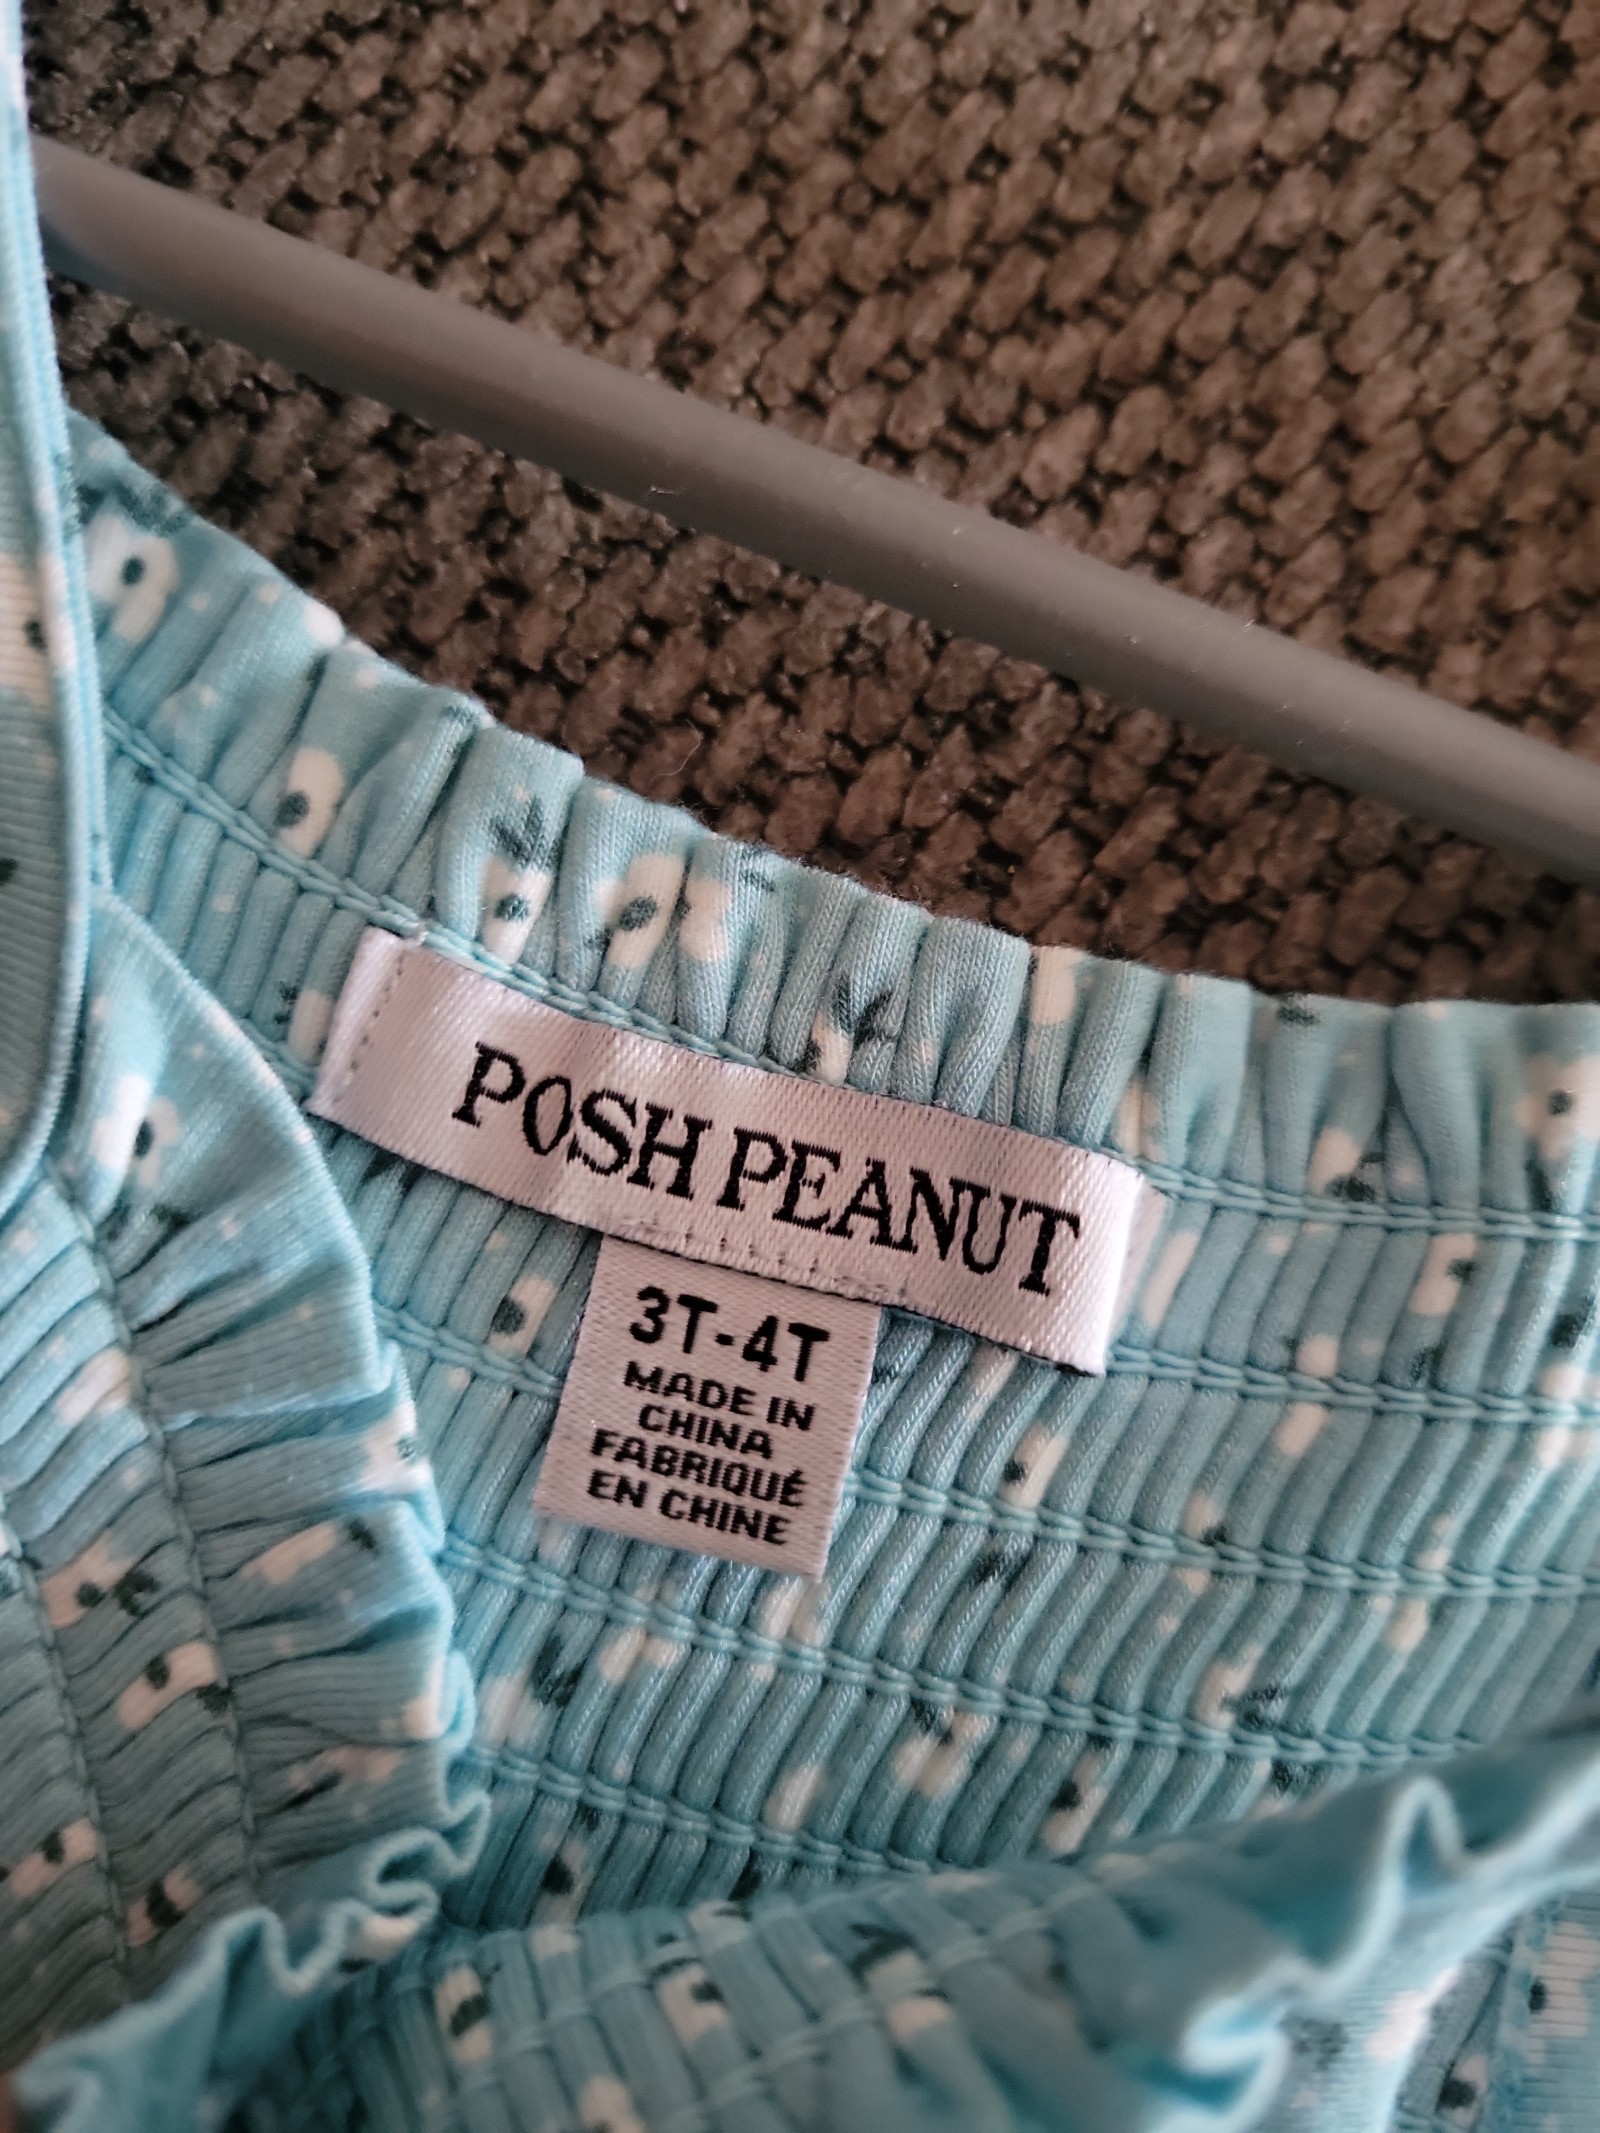 POSH PEANUT
3T-4T
MADE IN
CHINA
FABRIQUÉ
EN CHINE